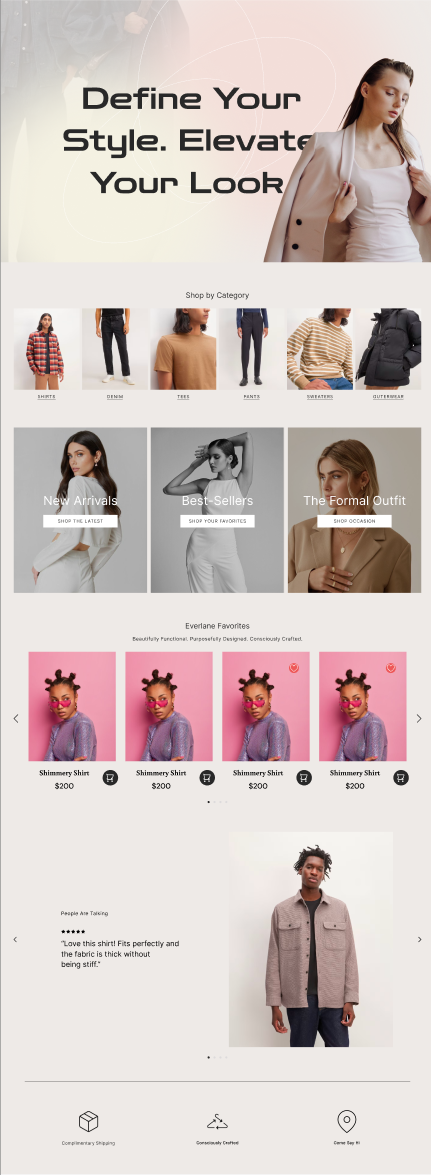 Define Your
Style. Elevate
Your Look
Shop by Category
SHIRTS
DENIM
TEES
PANTS
SWEATERS
OUTERWEAR
New Arrivals
SHOP THE LATEST
Best-Sellers
SHOP YOUR FAVORITES
The Formal Outfit
SHOP OCCASION
Everlane Favorites
Beautifully Functional. Purposefully Designed. Consciously Crafted.
Shimmery Shirt
$200
Shimmery Shirt
$200
Shimmery Shirt
$200
Shimmery Shirt
$200
People Are Talking
“Love this shirt! Fits perfectly and
the fabric is thick without
being stiff.”
Complimentary Shipping
Consciously Crafted
Come Say Hi